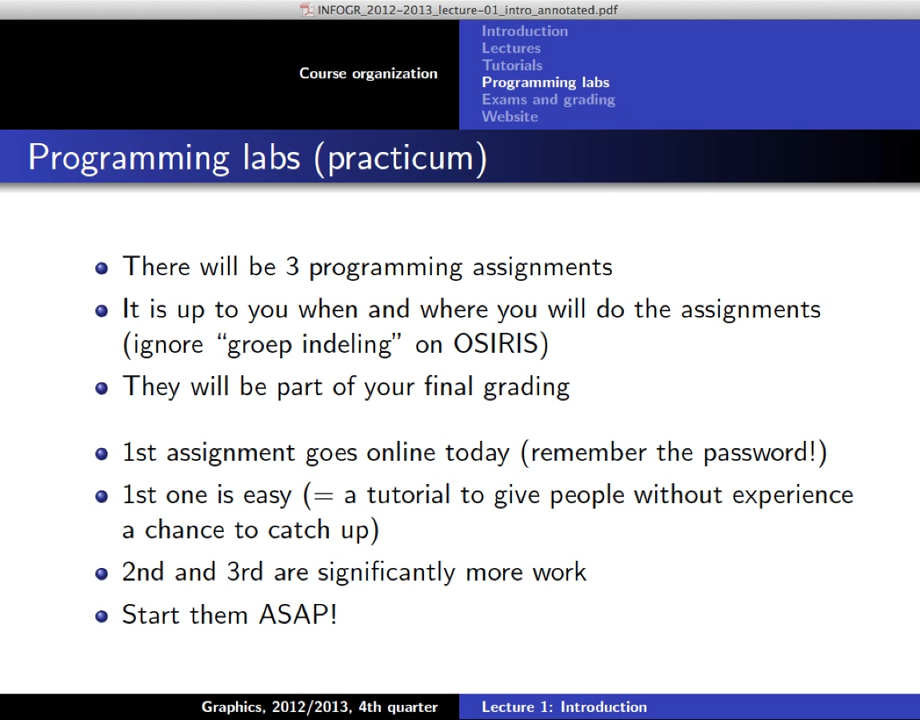 INFOGR_2012-2013_lecture-01_intro_annotated.pdf
Course organization
Introduction
Lectures
Tutorials
Programming labs
Exams and grading
Website
Programming labs (practicum)
There will be 3 programming assignments
It is up to you when and where you will do the assignments
(ignore “groep indeling” on OSIRIS)
They will be part of your final grading
1st assignment goes online today (remember the password!)
1st one is easy (= a tutorial to give people without experience
a chance to catch up)
2nd and 3rd are significantly more work
Start them ASAP!
Graphics, 2012/2013, 4th quarter
Lecture 1: Introduction